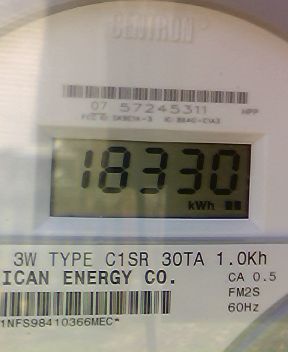 CENTRON
07 57245311 HPP
18330
kWh
3W TYPE C1SR 30TA 1.0Kh
ICAN ENERGY CO. CA 0.5
FM2S
60Hz
1NFS98410366MEC*